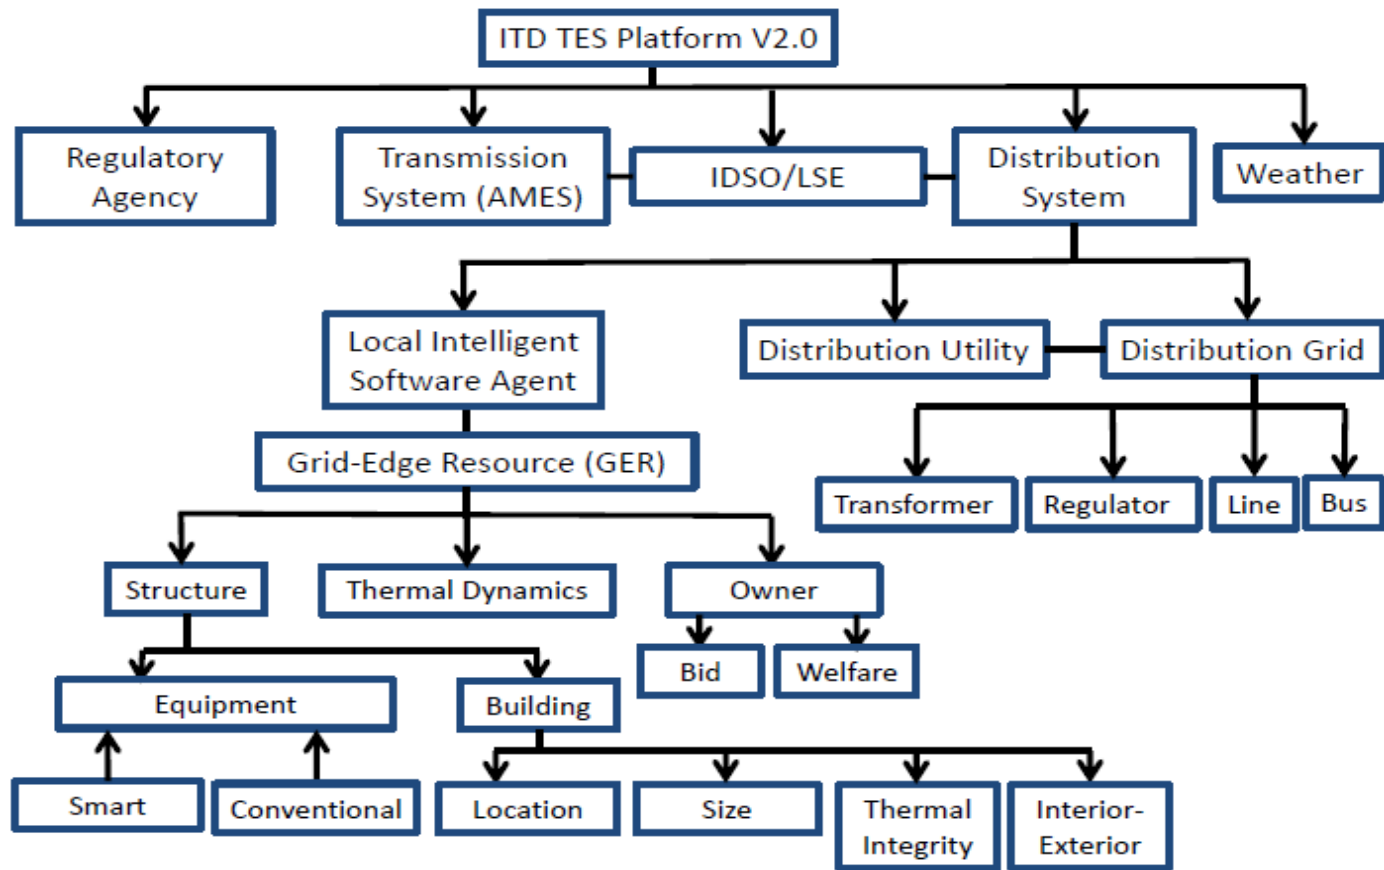 ITD TES Platform V2.0
Regulatory
Agency
Transmission
System (AMES)
IDSO/LSE
Distribution
System
Weather
Local Intelligent
Software Agent
Distribution Utility
Distribution Grid
Grid-Edge Resource (GER)
Transformer
Regulator
Line
Bus
Structure
Thermal Dynamics
Owner
Bid
Welfare
Equipment
Building
Smart
Conventional
Location
Size
Thermal
Integrity
Interior-
Exterior